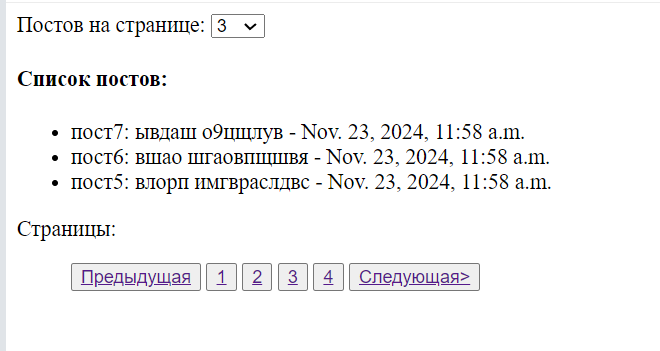 Постов на странице: 3
Список постов:
пост7: ывдаш о9цщлув - Nov. 23, 2024, 11:58 a.m.
пост6: вшао шгаовпщшвя - Nov. 23, 2024, 11:58 a.m.
пост5: влорп имгвраслдвс - Nov. 23, 2024, 11:58 a.m.
Страницы:
Предыдущая 1 2 3 4 Следующая>